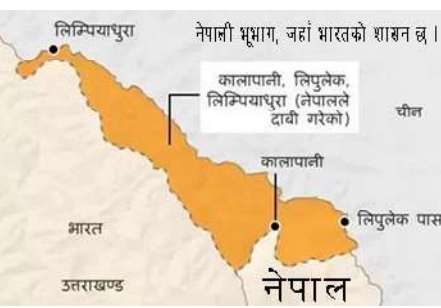 लिम्पियाधुरा
नेपाली भूभाग, जहाँ भारतको शासन छ ।
कालापानी, लिपुलेक,
लिम्पियाधुरा (नेपालले
दाबी गरेको)
चीन
कालापानी
लिपुलेक पास
भारत
उत्तराखण्ड
नेपाल